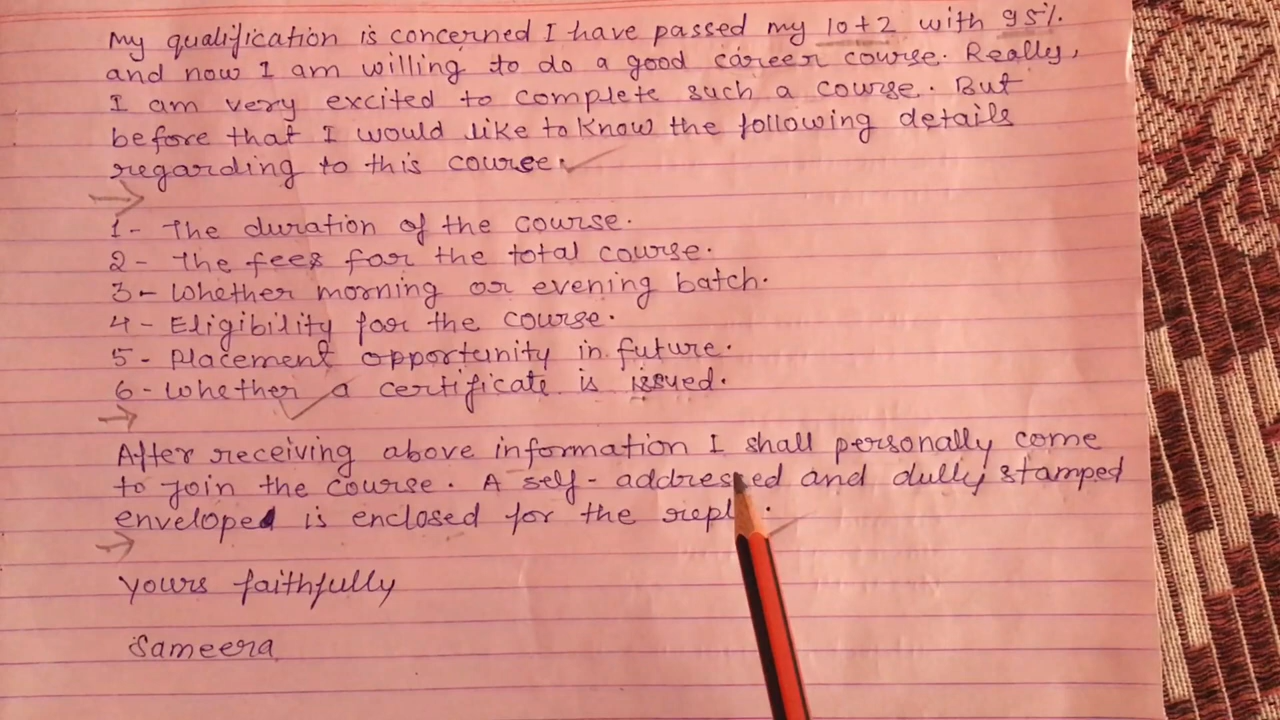 My qualification is concerned I have passed my 10+2 with 95%.
and now I am willing to do a good career course. Really,
I am very excited to complete such a course. But
before that I would like to know the following details
regarding to this course.
1- The duration of the course.
2- The fees for the total course.
3- Whether morning or evening batch.
4- Eligibility for the course.
5- Placement opportunity in future.
6- Whether a certificate is issued.
After receiving above information I shall personally come
to join the course. A self-addressed and dully stamped
envelope is enclosed for the reply.
Yours faithfully
Sameera